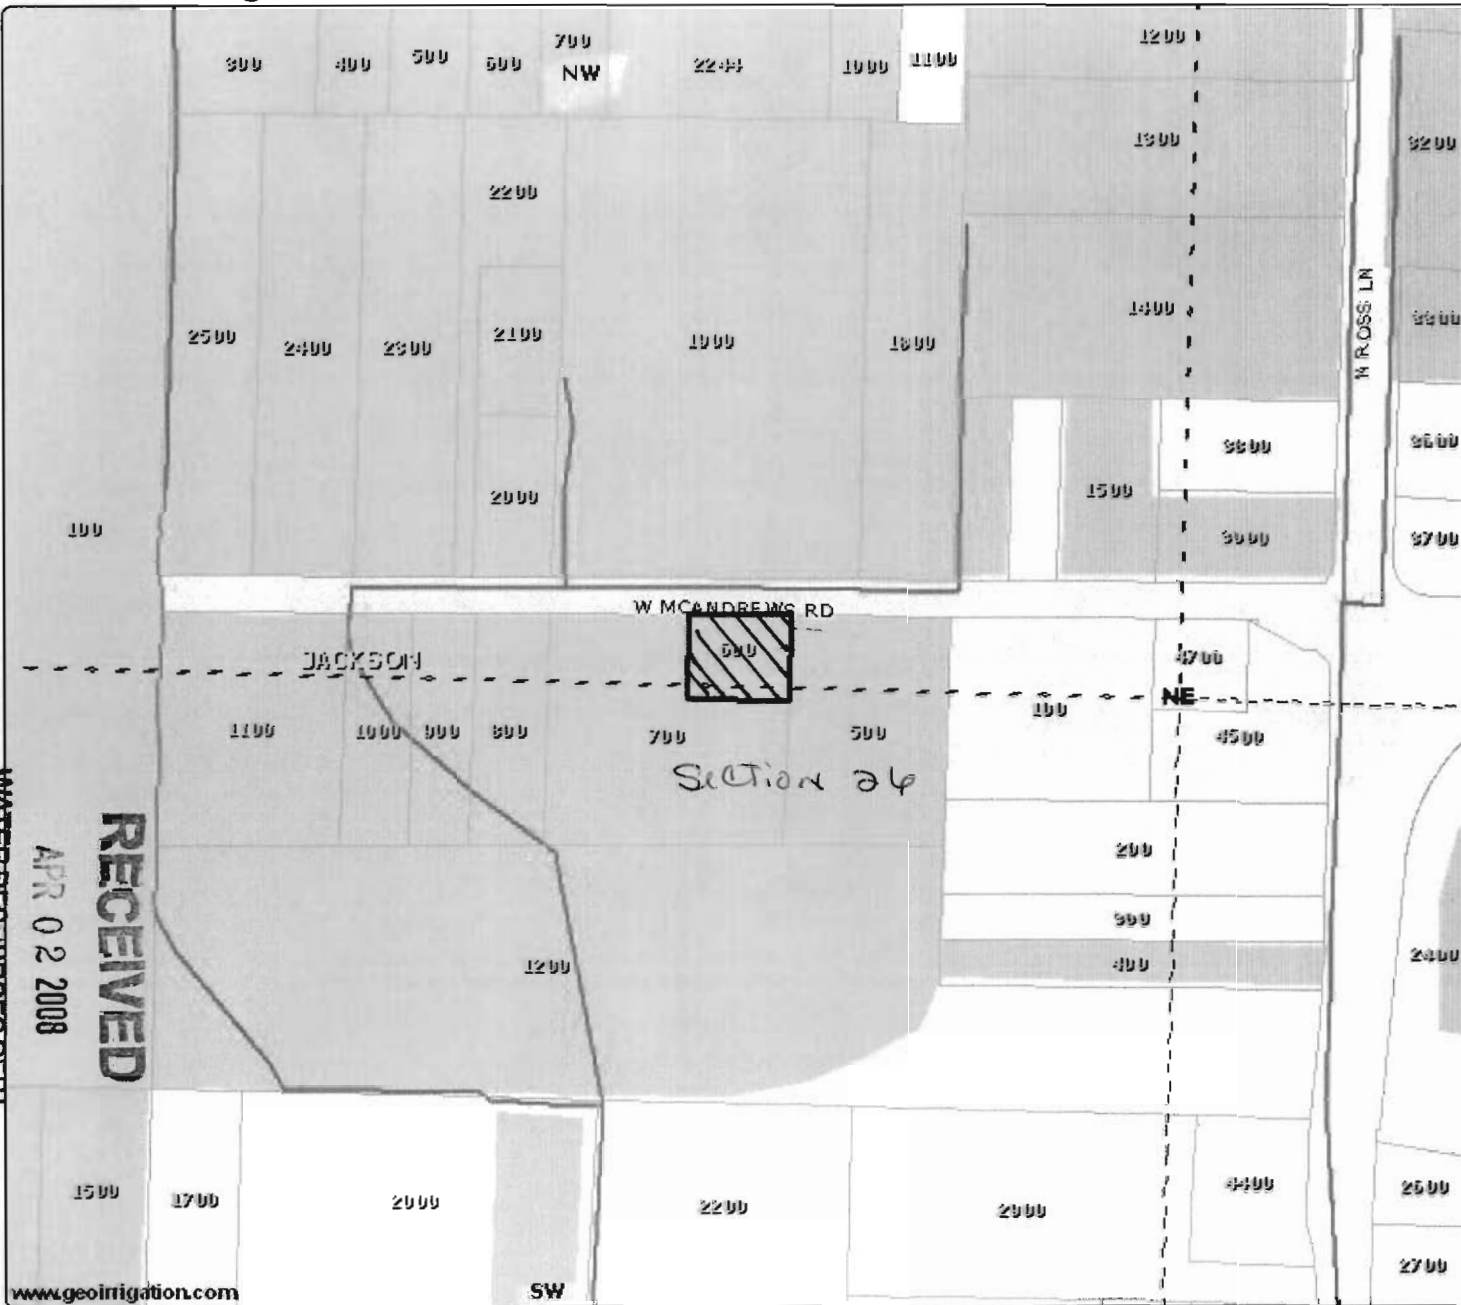 700
1200
300 400 500 600 NW 2244 1000 1100
1300 3200
2200
N ROSS LN
1400 3300
2500 2400 2300 2100 1900 1800
3800 3600
2000 1500
100 3000 3700
W MCANDREWS RD
JACKSON 600 4700
NE
1100 1000 900 800 700 500 100 4500
Section 26
RECEIVED
APR 02 2008
200
300
1200 400 2400
1500 1700 2000 2200 2900 4400 2600
2700
www.geoirrigation.com SW